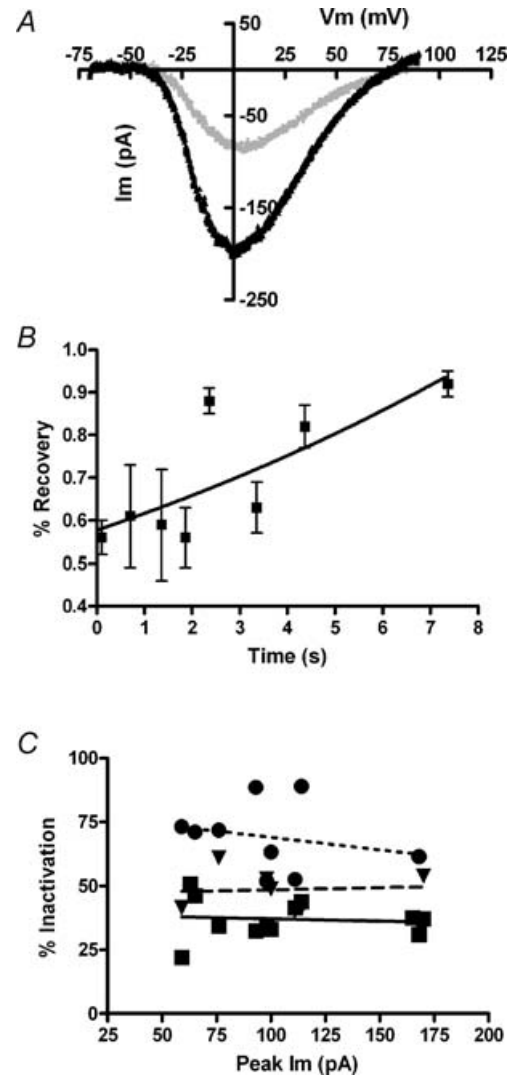 A
Vm (mV)
-75 -50 -25 25 50 75 100 125
-50
-150
-250
Im (pA)
B
1.0
0.9
0.8
0.7
0.6
0.5
0.4
% Recovery
0 1 2 3 4 5 6 7 8
Time (s)
C
100
75
50
25
0
% Inactivation
25 50 75 100 125 150 175 200
Peak Im (pA)